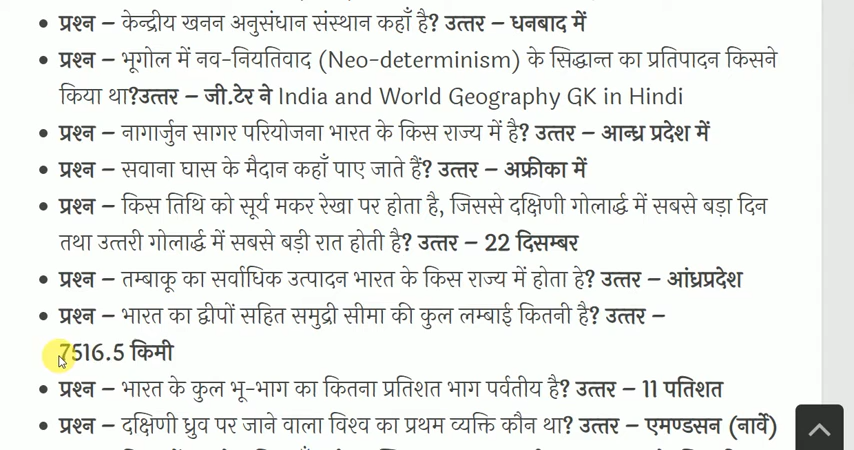 प्रश्न – केन्द्रीय खनन अनुसंधान संस्थान कहाँ है? उत्तर – धनबाद में
प्रश्न – भूगोल में नव-नियतिवाद (Neo-determinism) के सिद्धान्त का प्रतिपादन किसने
किया था?उत्तर – जी.टेर ने India and World Geography GK in Hindi
प्रश्न – नागार्जुन सागर परियोजना भारत के किस राज्य में है? उत्तर – आन्ध्र प्रदेश में
प्रश्न – सवाना घास के मैदान कहाँ पाए जाते हैं? उत्तर – अफ्रीका में
प्रश्न – किस तिथि को सूर्य मकर रेखा पर होता है, जिससे दक्षिणी गोलार्द्ध में सबसे बड़ा दिन
तथा उत्तरी गोलार्द्ध में सबसे बड़ी रात होती है? उत्तर – 22 दिसम्बर
प्रश्न – तम्बाकू का सर्वाधिक उत्पादन भारत के किस राज्य में होता हे? उत्तर – आंध्रप्रदेश
प्रश्न – भारत का द्वीपों सहित समुद्री सीमा की कुल लम्बाई कितनी है? उत्तर –
7516.5 किमी
प्रश्न – भारत के कुल भू-भाग का कितना प्रतिशत भाग पर्वतीय है? उत्तर – 11 पतिशत
प्रश्न – दक्षिणी ध्रुव पर जाने वाला विश्व का प्रथम व्यक्ति कौन था? उत्तर – एमण्डसन (नार्वे)